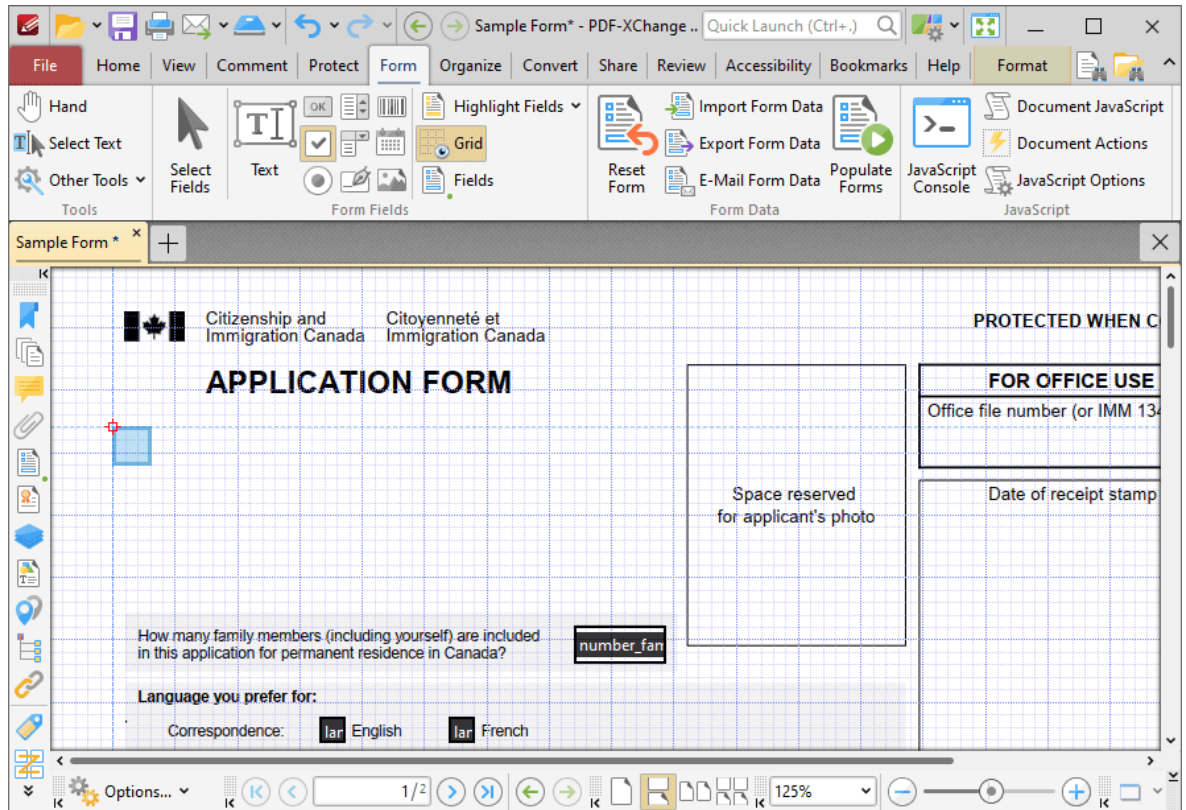 Sample Form* - PDF-XChange .. Quick Launch (Ctrl+.)
File Home View Comment Protect Form Organize Convert Share Review Accessibility Bookmarks Help Format
Hand
Select Text
Other Tools
Tools
Select Fields
Text
OK
Highlight Fields
Grid
Fields
Form Fields
Reset Form
Import Form Data
Export Form Data
E-Mail Form Data
Populate Forms
Form Data
JavaScript Console
Document JavaScript
Document Actions
JavaScript Options
JavaScript
Sample Form *
Citizenship and Citoyenneté et
Immigration Canada Immigration Canada
PROTECTED WHEN C
APPLICATION FORM
FOR OFFICE USE
Office file number (or IMM 134
Space reserved
for applicant's photo
Date of receipt stamp
How many family members (including yourself) are included
in this application for permanent residence in Canada?
number_fam
Language you prefer for:
Correspondence: lan English lan French
Options... 1/2 125%